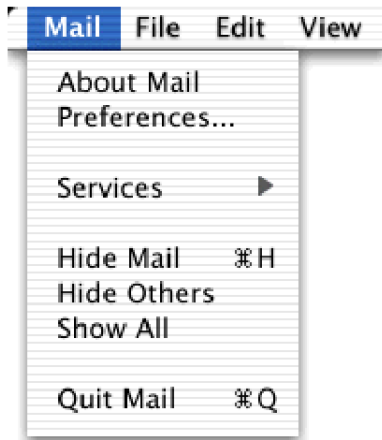 Mail File Edit View
About Mail
Preferences...
Services
Hide Mail ⌘H
Hide Others
Show All
Quit Mail ⌘Q